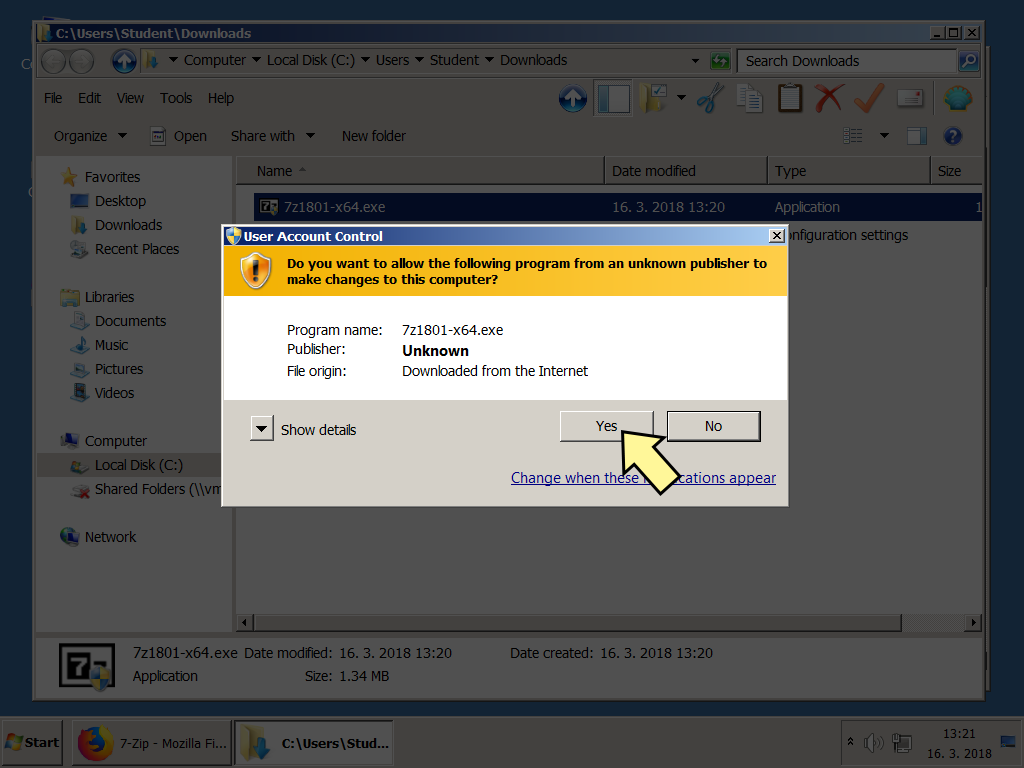 C:\Users\Student\Downloads
Computer Local Disk (C:) Users Student Downloads
Search Downloads
File Edit View Tools Help
Organize Open Share with New folder
Name Date modified Type Size
7z1801-x64.exe 16. 3. 2018 13:20 Application 1
onfiguration settings
Favorites
Desktop
Downloads
Recent Places
Libraries
Documents
Music
Pictures
Videos
Computer
Local Disk (C:)
Shared Folders (\\vm
Network
User Account Control
Do you want to allow the following program from an unknown publisher to
make changes to this computer?
Program name: 7z1801-x64.exe
Publisher: Unknown
File origin: Downloaded from the Internet
Show details
Yes No
Change when these cations appear
7z1801-x64.exe Date modified: 16. 3. 2018 13:20 Date created: 16. 3. 2018 13:20
Application Size: 1.34 MB
Start
7-Zip - Mozilla Fi...
C:\Users\Stud...
13:21
16. 3. 2018